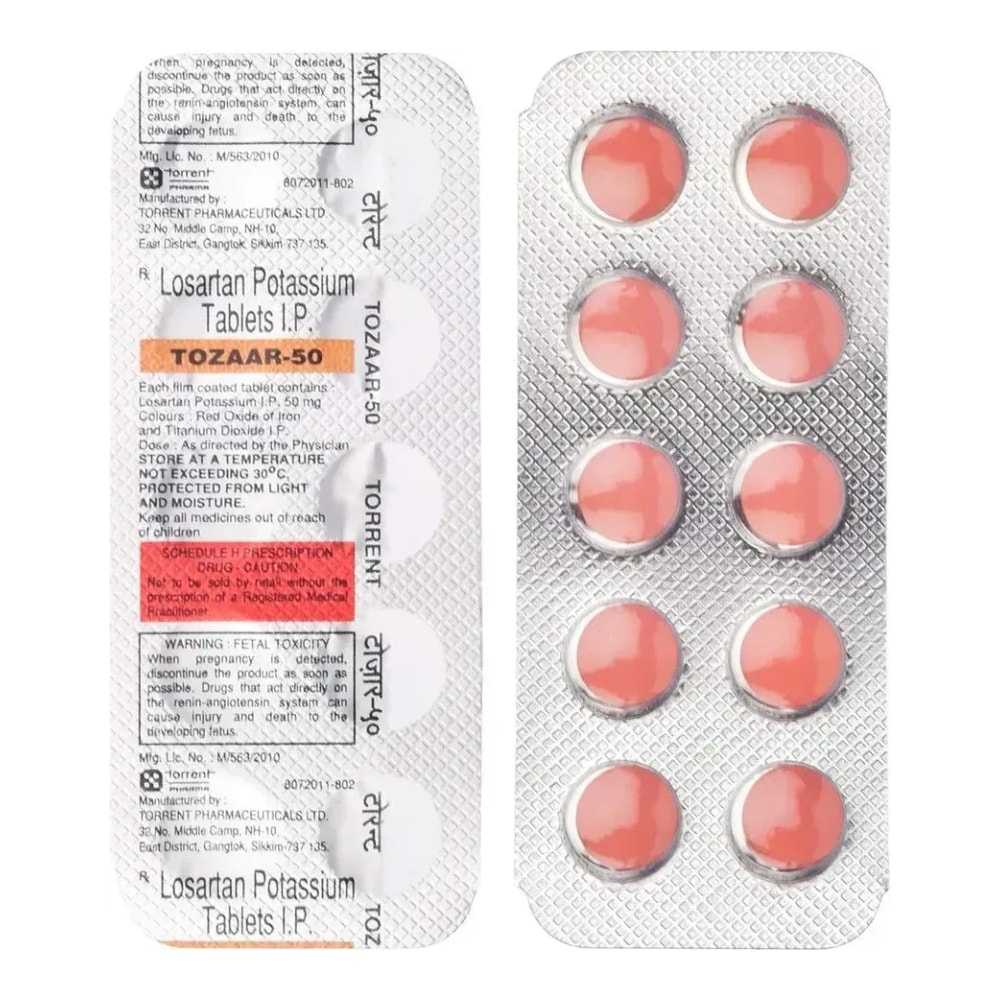 when pregnancy is detected,
discontinue the product as soon as
possible. Drugs that act directly on
the renin-angiotensin system, can
cause injury and death to the
developing fetus.
Mfg. Lic. No. : M/563/2010
torrent
PHARMA
8072011-802
Manufactured by :
TORRENT PHARMACEUTICALS LTD.
32 No. Middle Camp, NH-10,
East District, Gangtok, Sikkim-737 135.
Rx Losartan Potassium
Tablets I.P.
TOZAAR-50
Each film coated tablet contains :
Losartan Potassium I.P. 50 mg
Colours : Red Oxide of Iron
and Titanium Dioxide I.P.
Dose : As directed by the Physician
STORE AT A TEMPERATURE
NOT EXCEEDING 30°C,
PROTECTED FROM LIGHT
AND MOISTURE.
Keep all medicines out of reach
of children
SCHEDULE H PRESCRIPTION
DRUG - CAUTION
Not to be sold by retail without the
prescription of a Registered Medical
Practitioner.
WARNING : FETAL TOXICITY
When pregnancy is detected,
discontinue the product as soon as
possible. Drugs that act directly on
the renin-angiotensin system can
cause injury and death to the
developing fetus.
Mfg. Lic. No. : M/563/2010
torrent
PHARMA
8072011-802
Manufactured by :
TORRENT PHARMACEUTICALS LTD.
32 No. Middle Camp, NH-10,
East District, Gangtok, Sikkim-737 135.
Rx Losartan Potassium
Tablets I.P.
ज़ार-५०
टोरेन्ट
TOZAAR-50
TORRENT
टोज़ार-५०
टोरेन्ट
TOZ